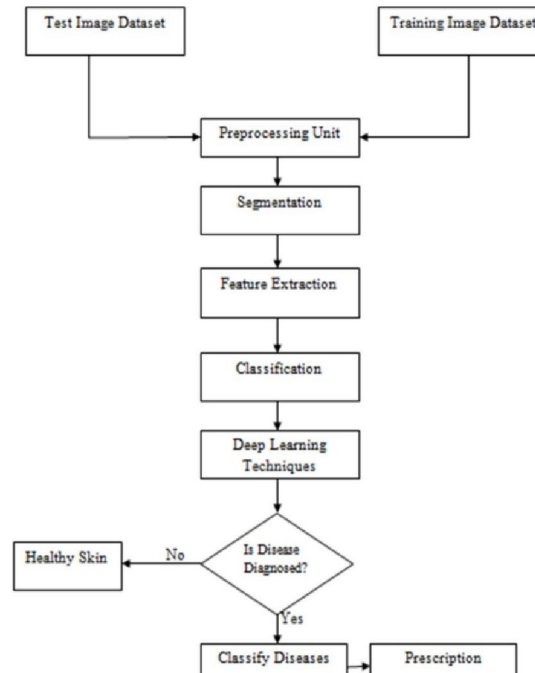 Test Image Dataset
Training Image Dataset
Preprocessing Unit
Segmentation
Feature Extraction
Classification
Deep Learning
Techniques
Is Disease
Diagnosed?
No
Healthy Skin
Yes
Classify Diseases
Prescription